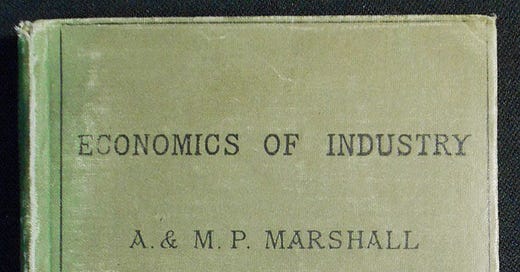 ECONOMICS OF INDUSTRY
A. & M. P. MARSHALL